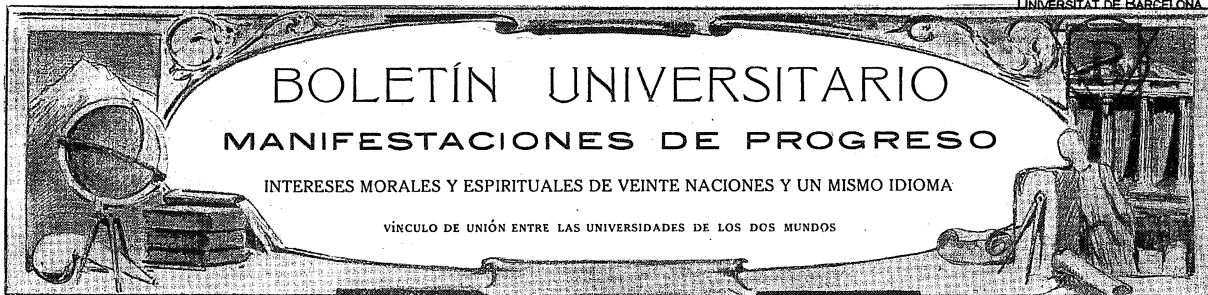 UNIVERSITAT DE BARCELONA
BOLETÍN UNIVERSITARIO
MANIFESTACIONES DE PROGRESO
INTERESES MORALES Y ESPIRITUALES DE VEINTE NACIONES Y UN MISMO IDIOMA
VÍNCULO DE UNIÓN ENTRE LAS UNIVERSIDADES DE LOS DOS MUNDOS